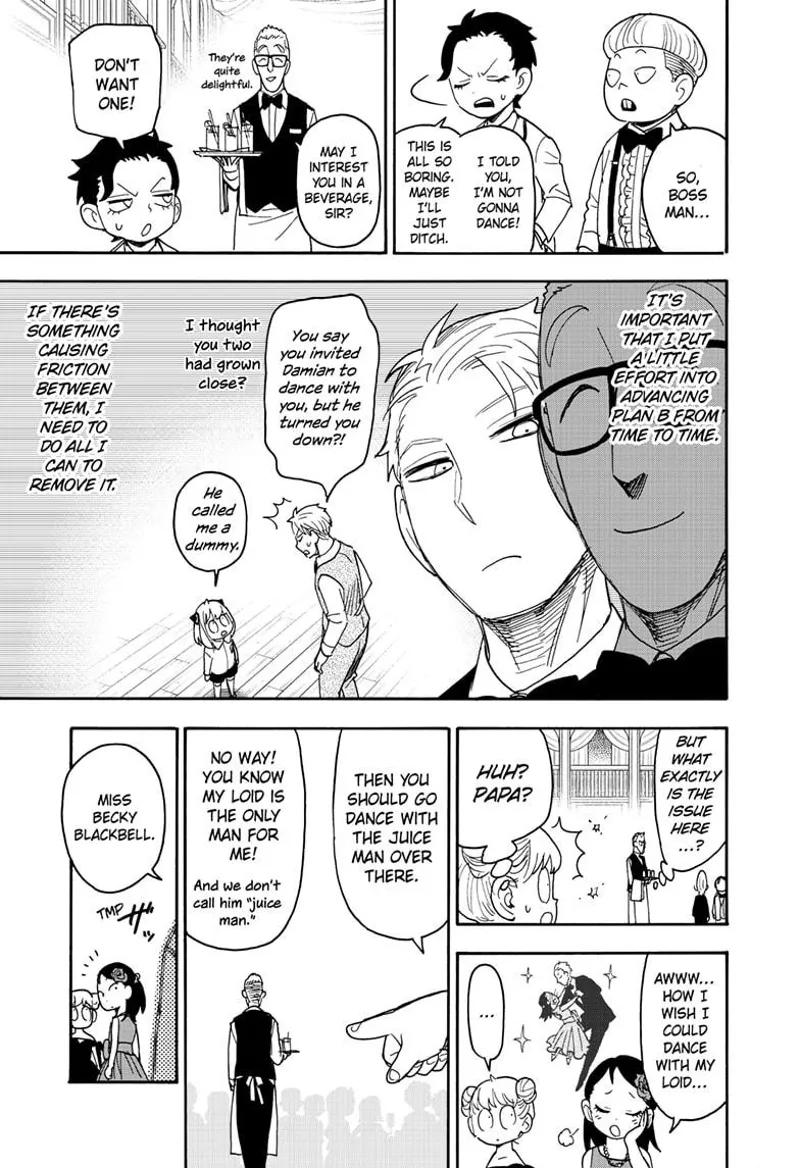 SO,
BOSS
MAN...
I TOLD
YOU,
I'M NOT
GONNA
DANCE!
THIS IS
ALL SO
BORING.
MAYBE
I'LL
JUST
DITCH.
MAY I
INTEREST
YOU IN A
BEVERAGE,
SIR?
They're
quite
delightful.
DON'T
WANT
ONE!
IT'S
IMPORTANT
THAT I PUT
A LITTLE
EFFORT INTO
ADVANCING
PLAN B FROM
TIME TO TIME.
You say
you invited
Damian to
dance with
you, but he
turned you
down?!
I thought
you two
had grown
close?
He
called
me a
dummy.
IF THERE'S
SOMETHING
CAUSING
FRICTION
BETWEEN
THEM, I
NEED TO
DO ALL I
CAN TO
REMOVE IT.
BUT
WHAT
EXACTLY
IS THE
ISSUE
HERE
...?
HUH?
PAPA?
AWWW...
HOW I
WISH I
COULD
DANCE
WITH MY
LOID...
...
THEN YOU
SHOULD GO
DANCE WITH
THE JUICE
MAN OVER
THERE.
NO WAY!
YOU KNOW
MY LOID IS
THE ONLY
MAN FOR
ME!
And we don't
call him "juice
man."
MISS
BECKY
BLACKBELL.
TMP